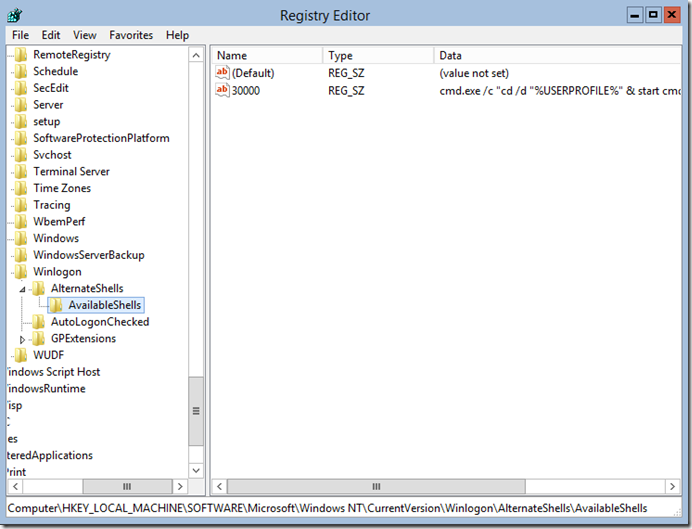 Registry Editor
File Edit View Favorites Help
RemoteRegistry
Schedule
SecEdit
Server
setup
SoftwareProtectionPlatform
Svchost
Terminal Server
Time Zones
Tracing
WbemPerf
Windows
WindowsServerBackup
Winlogon
AlternateShells
AvailableShells
AutoLogonChecked
GPExtensions
WUDF
indows Script Host
indowsRuntime
isp
es
teredApplications
Print
Name Type Data
ab (Default) REG_SZ (value not set)
ab 30000 REG_SZ cmd.exe /c "cd /d "%USERPROFILE%" & start cmd
Computer\HKEY_LOCAL_MACHINE\SOFTWARE\Microsoft\Windows NT\CurrentVersion\Winlogon\AlternateShells\AvailableShells